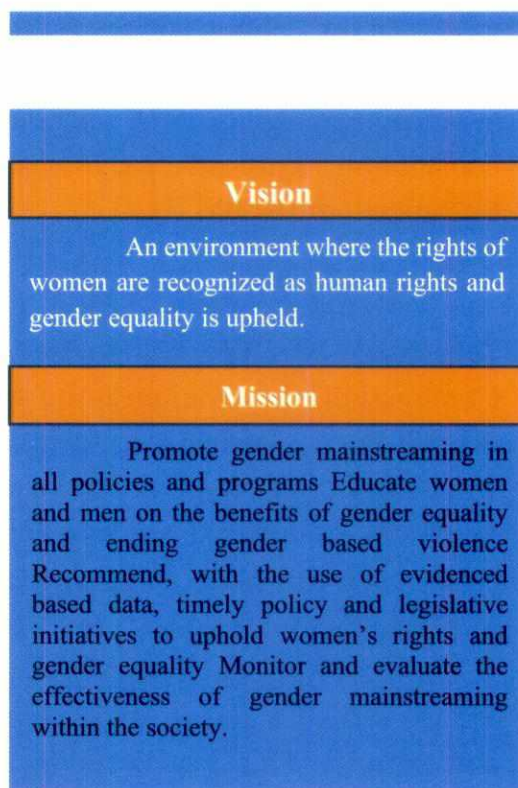 Vision
An environment where the rights of
women are recognized as human rights and
gender equality is upheld.
Mission
Promote gender mainstreaming in
all policies and programs Educate women
and men on the benefits of gender equality
and ending gender based violence
Recommend, with the use of evidenced
based data, timely policy and legislative
initiatives to uphold women’s rights and
gender equality Monitor and evaluate the
effectiveness of gender mainstreaming
within the society.